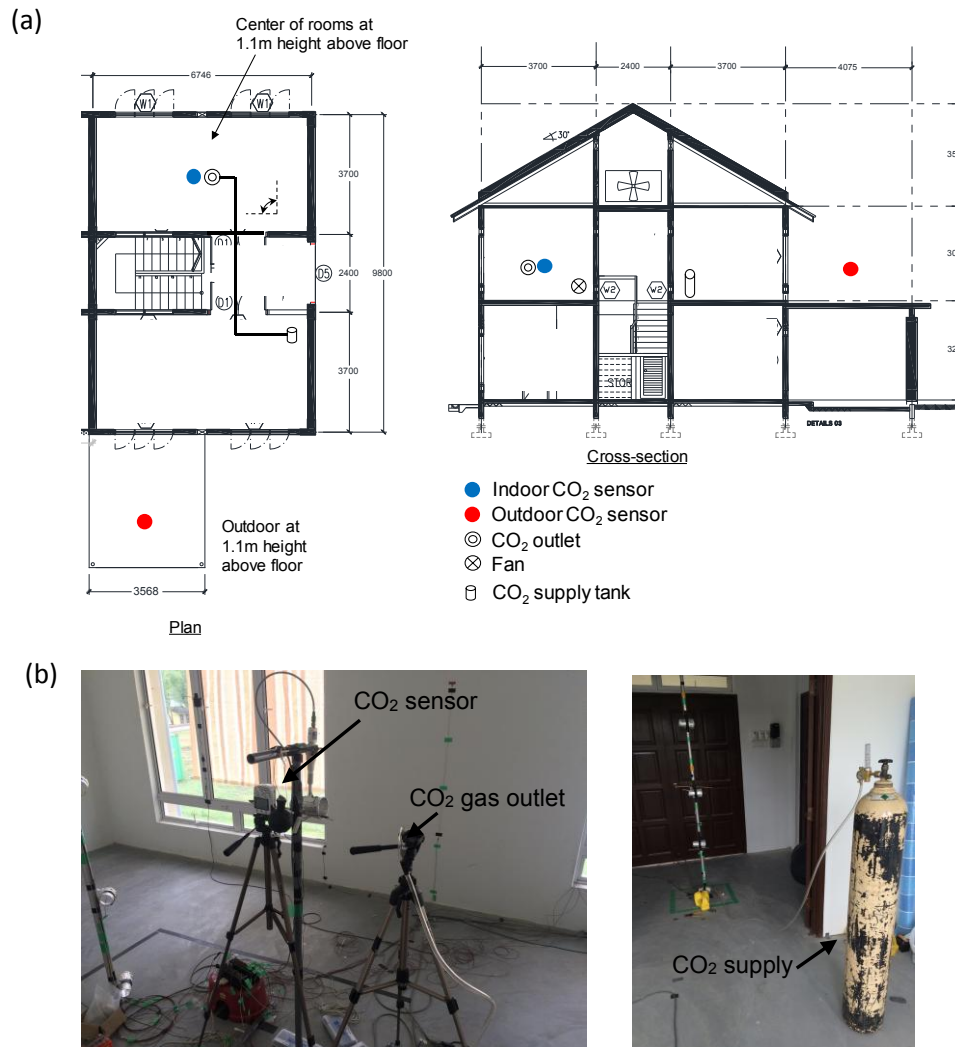 (a)
Center of rooms at
1.1m height above floor
6746
W1
W1
3700
2400
9800
3700
D1
D1
D5
Outdoor at
1.1m height
above floor
3568
Plan
3700
2400
3700
4075
30°
35
30
32
W2
W2
STOR
DETAILS 03
Cross-section
Indoor CO2 sensor
Outdoor CO2 sensor
CO2 outlet
Fan
CO2 supply tank
(b)
CO2 sensor
CO2 gas outlet
CO2 supply